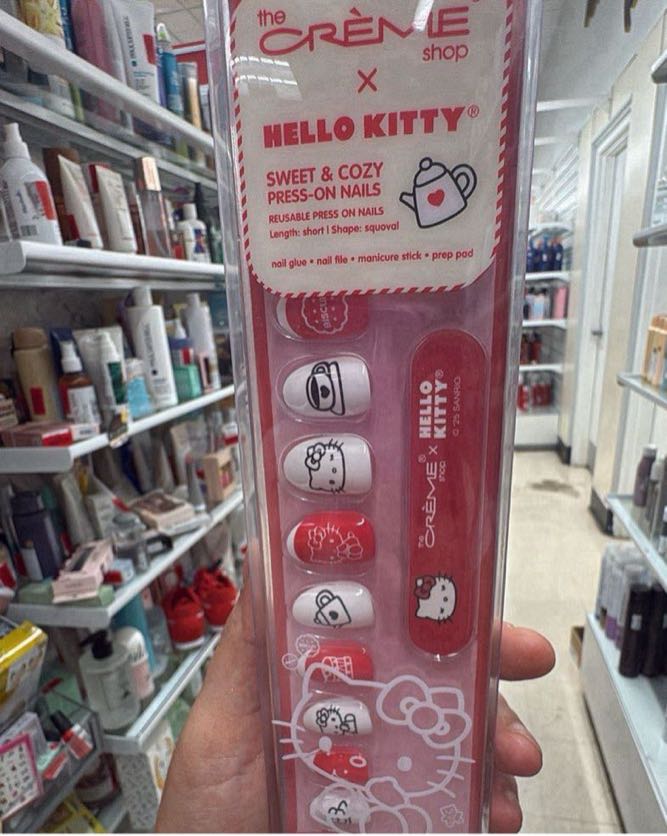 the
CRÈME
shop
x
HELLO KITTY®
SWEET & COZY
PRESS-ON NAILS
REUSABLE PRESS ON NAILS
Length: short | Shape: squoval
nail glue • nail file • manicure stick • prep pad
BISCUIT
the
CRÈME®
shop
x
HELLO
KITTY®
© '25 SANRIO